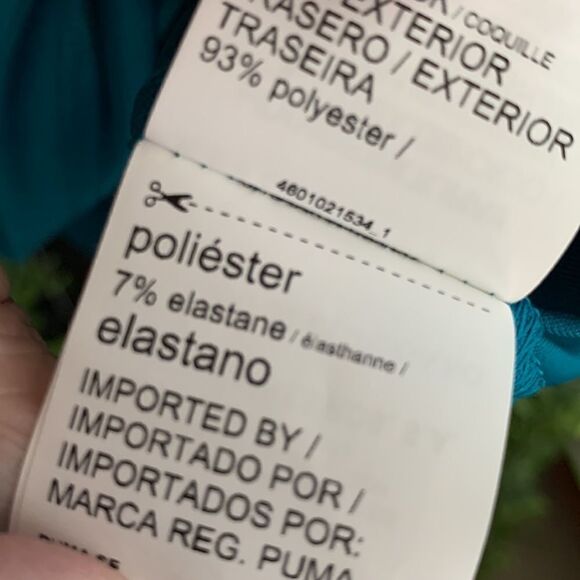 / COQUILLE
EXTERIOR
TRASERO / EXTERIOR
TRASEIRA
93% polyester /
4601021534_1
poliéster
7% elastane / élasthanne /
elastano
IMPORTED BY /
IMPORTADO POR /
IMPORTADOS POR:
MARCA REG. PUMA